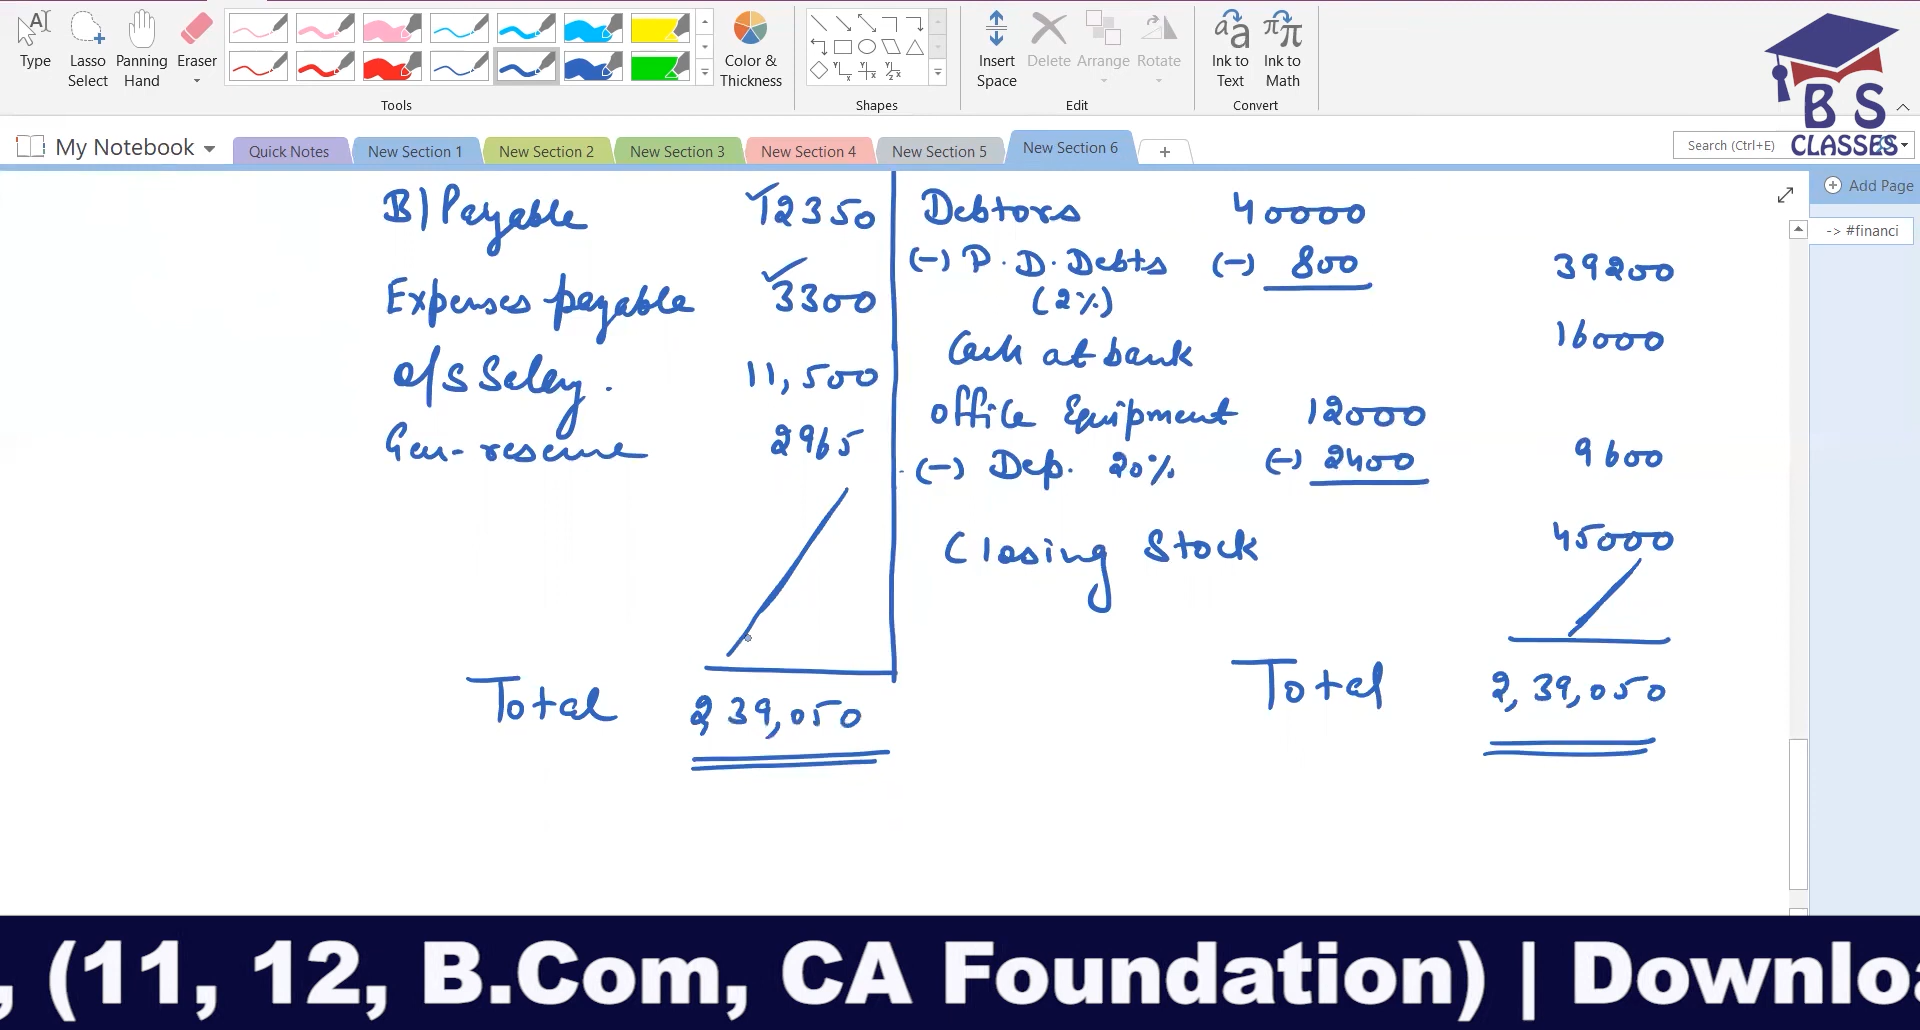 Type
Lasso Select
Panning Hand
Eraser
Color & Thickness
Insert Space
Delete
Arrange
Rotate
Ink to Text
Ink to Math
Tools
Shapes
Edit
Convert
BS
CLASSES
My Notebook
Quick Notes
New Section 1
New Section 2
New Section 3
New Section 4
New Section 5
New Section 6
+
Search (Ctrl+E)
Add Page
-> #financi
B/Payable 12350
Expenses payable 3300
o/s Salary. 11,500
Gen. reserve 2965
Total 239,050
Debtors 40000
(-) P.D.Debts (-) 800 39200
(2%)
Cash at bank 16000
office Equipment 12000
(-) Dep. 20% (-) 2400 9600
Closing Stock 45000
Total 2,39,050
, (11, 12, B.Com, CA Foundation) | Downloa